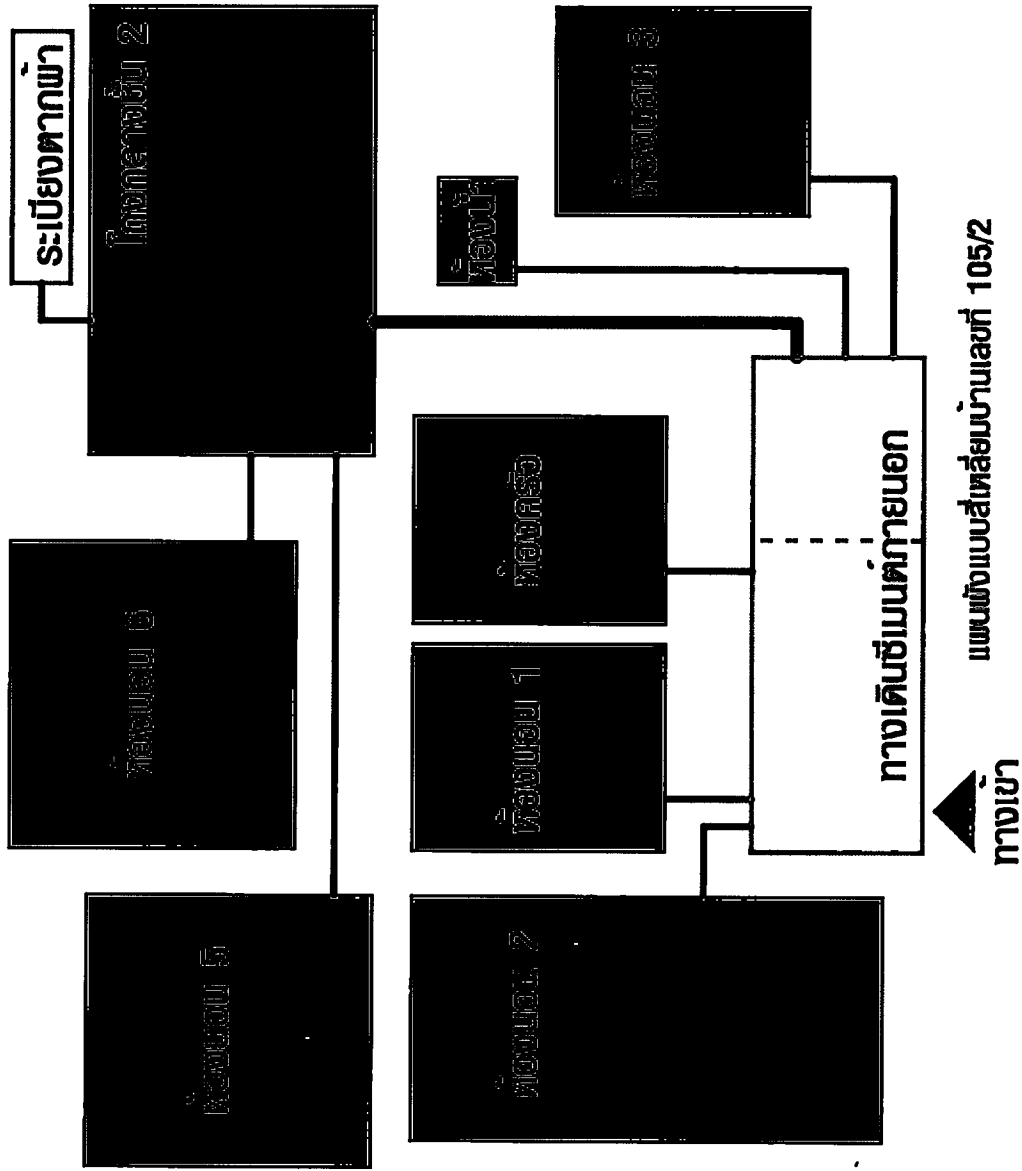 ระเบียงตากผ้า
โถงกลางชั้น 2
ห้องนอน 3
ห้องน้ำ
ห้องนอน 6
ห้องครัว
ห้องนอน 1
ห้องนอน 5
ห้องนอน 2
ทางเดินซีเมนต์ภายนอก
ทางเข้า
แผนผังแบบสี่เหลี่ยมบ้านเลขที่ 105/2